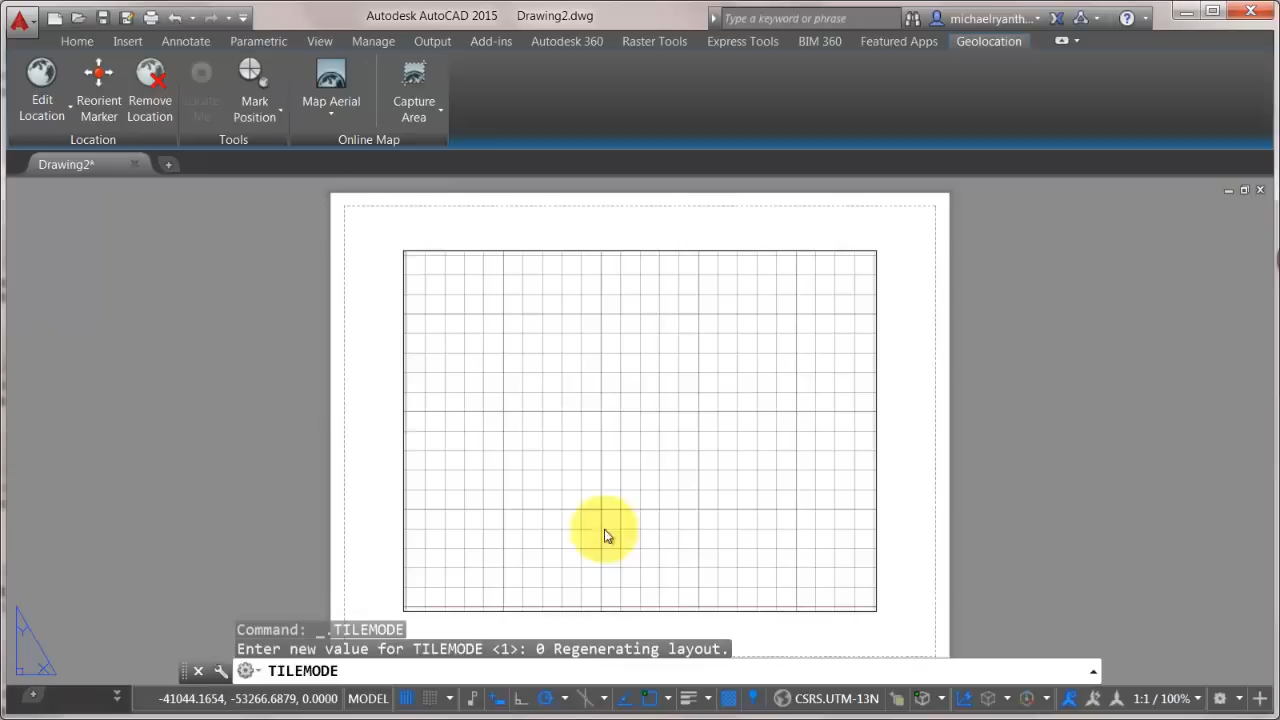 Autodesk AutoCAD 2015 Drawing2.dwg
Type a keyword or phrase
michaelryanth...
Home Insert Annotate Parametric View Manage Output Add-ins Autodesk 360 Raster Tools Express Tools BIM 360 Featured Apps Geolocation
Edit
Location
Reorient
Marker
Remove
Location
Locate
Me
Mark
Position
Map Aerial
Capture
Area
Location Tools Online Map
Drawing2*
Command: _.TILEMODE
Enter new value for TILEMODE <1>: 0 Regenerating layout.
TILEMODE
-41044.1654, -53266.6879, 0.0000 MODEL CSRS.UTM-13N 1:1 / 100%